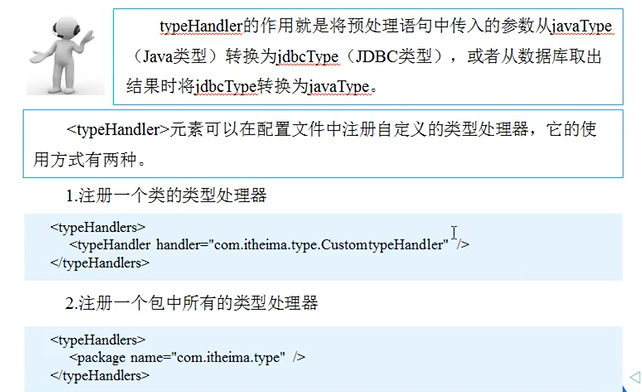 typeHandler的作用就是将预处理语句中传入的参数从javaType
（Java类型）转换为jdbcType（JDBC类型），或者从数据库取出
结果时将jdbcType转换为javaType。
<typeHandler>元素可以在配置文件中注册自定义的类型处理器，它的使
用方式有两种。
1.注册一个类的类型处理器
<typeHandlers>
<typeHandler handler="com.itheima.type.CustomtypeHandler" />
</typeHandlers>
2.注册一个包中所有的类型处理器
<typeHandlers>
<package name="com.itheima.type" />
</typeHandlers>